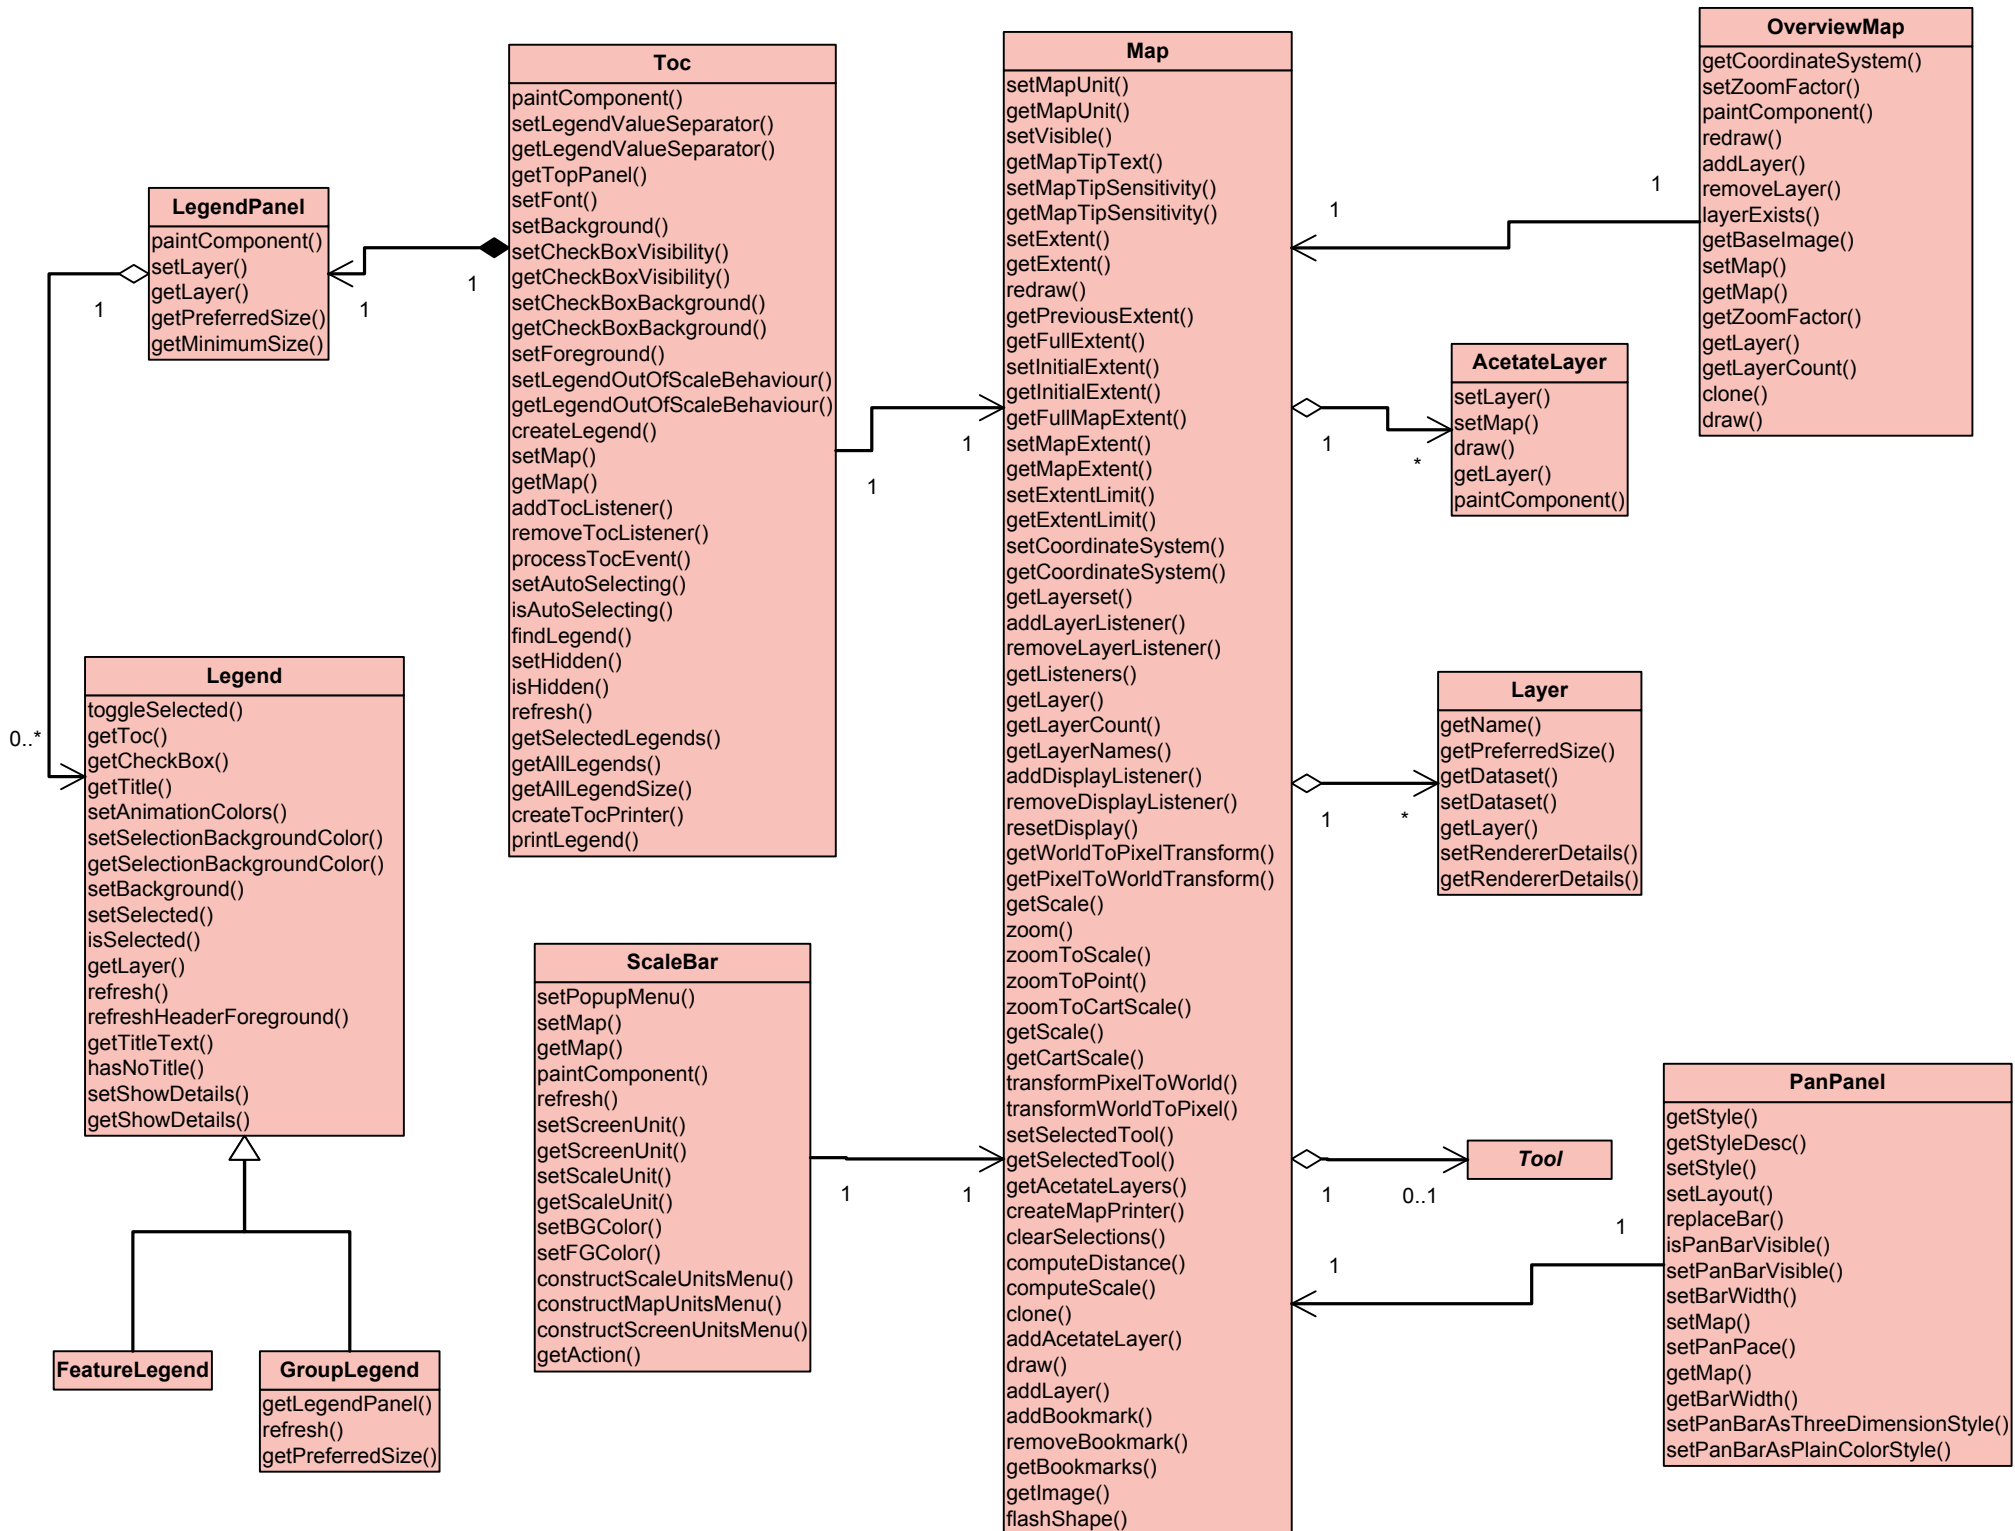 Toc
paintComponent()
setLegendValueSeparator()
getLegendValueSeparator()
getTopPanel()
setFont()
setBackground()
setCheckBoxVisibility()
getCheckBoxVisibility()
setCheckBoxBackground()
getCheckBoxBackground()
setForeground()
setLegendOutOfScaleBehaviour()
getLegendOutOfScaleBehaviour()
createLegend()
setMap()
getMap()
addTocListener()
removeTocListener()
processTocEvent()
setAutoSelecting()
isAutoSelecting()
findLegend()
setHidden()
isHidden()
refresh()
getSelectedLegends()
getAllLegends()
getAllLegendSize()
createTocPrinter()
printLegend()
LegendPanel
paintComponent()
setLayer()
getLayer()
getPreferredSize()
getMinimumSize()
1
1
1
0..*
Legend
toggleSelected()
getToc()
getCheckBox()
getTitle()
setAnimationColors()
setSelectionBackgroundColor()
getSelectionBackgroundColor()
setBackground()
setSelected()
isSelected()
getLayer()
refresh()
refreshHeaderForeground()
getTitleText()
hasNoTitle()
setShowDetails()
getShowDetails()
FeatureLegend
GroupLegend
getLegendPanel()
refresh()
getPreferredSize()
ScaleBar
setPopupMenu()
setMap()
getMap()
paintComponent()
refresh()
setScreenUnit()
getScreenUnit()
setScaleUnit()
getScaleUnit()
setBGColor()
setFGColor()
constructScaleUnitsMenu()
constructMapUnitsMenu()
constructScreenUnitsMenu()
getAction()
1
1
1
1
Map
setMapUnit()
getMapUnit()
setVisible()
getMapTipText()
setMapTipSensitivity()
getMapTipSensitivity()
setExtent()
getExtent()
redraw()
getPreviousExtent()
getFullExtent()
setInitialExtent()
getInitialExtent()
getFullMapExtent()
setMapExtent()
getMapExtent()
setExtentLimit()
getExtentLimit()
setCoordinateSystem()
getCoordinateSystem()
getLayerset()
addLayerListener()
removeLayerListener()
getListeners()
getLayer()
getLayerCount()
getLayerNames()
addDisplayListener()
removeDisplayListener()
resetDisplay()
getWorldToPixelTransform()
getPixelToWorldTransform()
getScale()
zoom()
zoomToScale()
zoomToPoint()
zoomToCartScale()
getScale()
getCartScale()
transformPixelToWorld()
transformWorldToPixel()
setSelectedTool()
getSelectedTool()
getAcetateLayers()
createMapPrinter()
clearSelections()
computeDistance()
computeScale()
clone()
addAcetateLayer()
draw()
addLayer()
addBookmark()
removeBookmark()
getBookmarks()
getImage()
flashShape()
OverviewMap
getCoordinateSystem()
setZoomFactor()
paintComponent()
redraw()
addLayer()
removeLayer()
layerExists()
getBaseImage()
setMap()
getMap()
getZoomFactor()
getLayer()
getLayerCount()
clone()
draw()
1
1
AcetateLayer
setLayer()
setMap()
draw()
getLayer()
paintComponent()
1
*
Layer
getName()
getPreferredSize()
getDataset()
setDataset()
getLayer()
setRendererDetails()
getRendererDetails()
1
*
Tool
1
0..1
PanPanel
getStyle()
getStyleDesc()
setStyle()
setLayout()
replaceBar()
isPanBarVisible()
setPanBarVisible()
setBarWidth()
setMap()
setPanPace()
getMap()
getBarWidth()
setPanBarAsThreeDimensionStyle()
setPanBarAsPlainColorStyle()
1
1